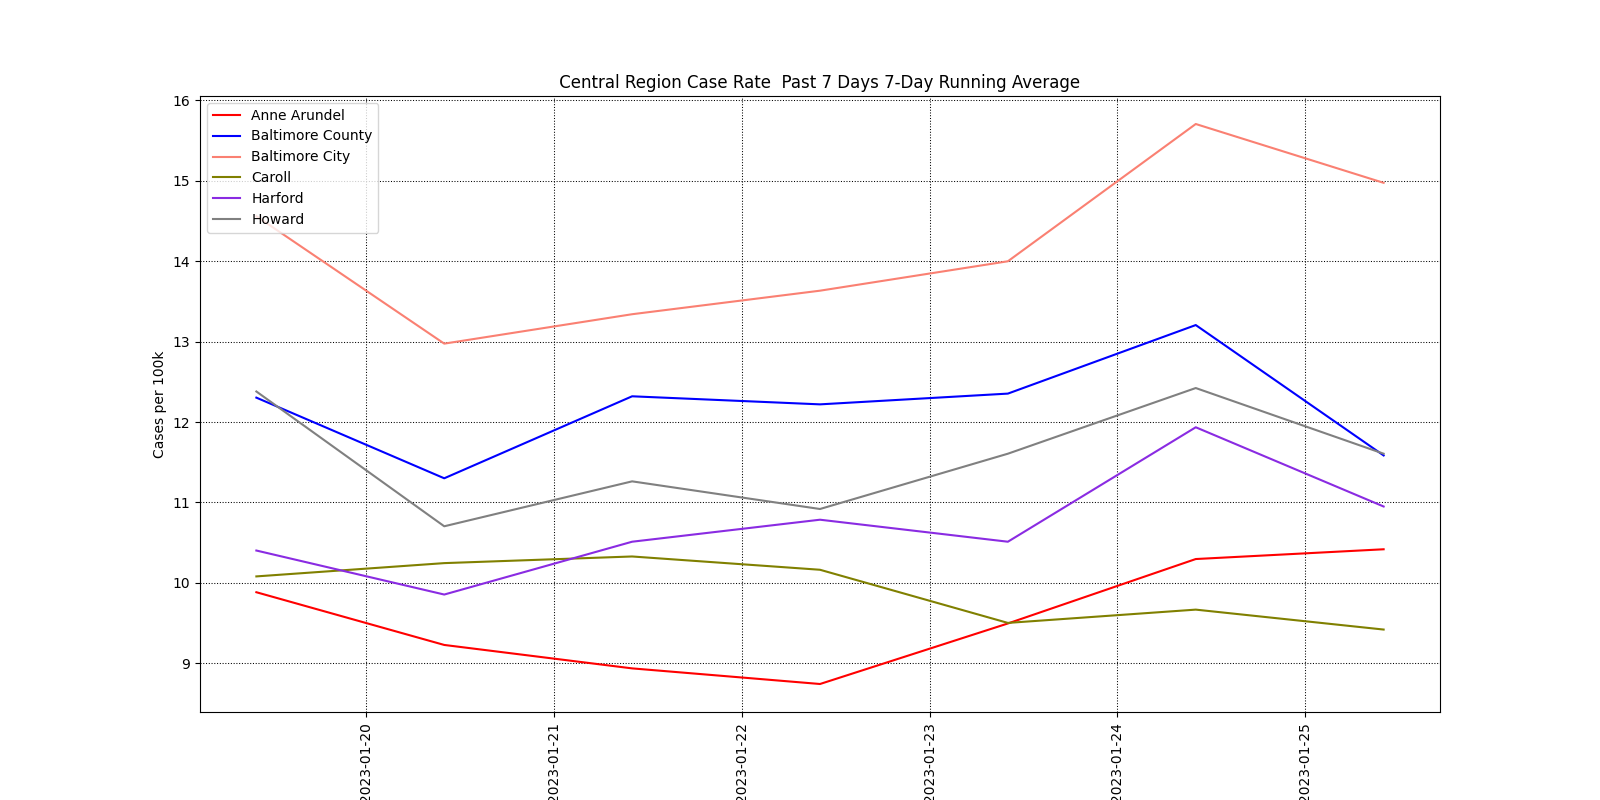 Central Region Case Rate  Past 7 Days 7-Day Running Average
16
15
14
13
12
11
10
9
Cases per 100k
Anne Arundel
Baltimore County
Baltimore City
Caroll
Harford
Howard
2023-01-20
2023-01-21
2023-01-22
2023-01-23
2023-01-24
2023-01-25